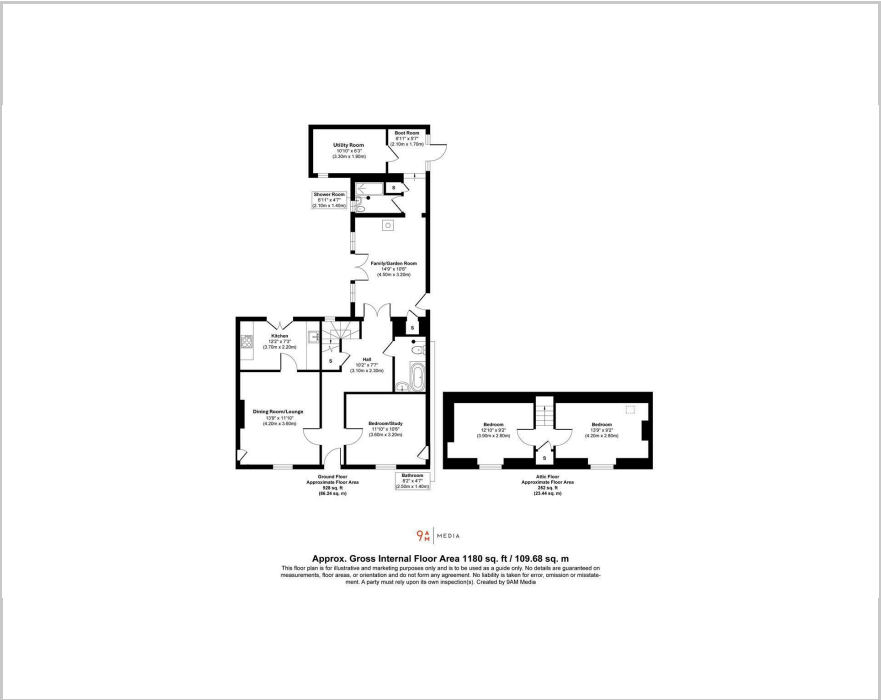 Boot Room
6'11" x 5'7"
(2.10m x 1.70m)
Utility Room
10'10" x 6'3"
(3.30m x 1.90m)
S
Shower Room
6'11" x 4'7"
(2.10m x 1.40m)
Family/Garden Room
14'9" x 10'6"
(4.50m x 3.20m)
S
Kitchen
12'2" x 7'3"
(3.70m x 2.20m)
S
Hall
10'2" x 7'7"
(3.10m x 2.30m)
Dining Room/Lounge
13'9" x 11'10"
(4.20m x 3.60m)
Bedroom/Study
11'10" x 10'6"
(3.60m x 3.20m)
Bathroom
8'2" x 4'7"
(2.50m x 1.40m)
Ground Floor
Approximate Floor Area
928 sq. ft
(86.24 sq. m)
Bedroom
12'10" x 9'2"
(3.90m x 2.80m)
Bedroom
13'9" x 9'2"
(4.20m x 2.80m)
S
Attic Floor
Approximate Floor Area
252 sq. ft
(23.44 sq. m)
9AM MEDIA
Approx. Gross Internal Floor Area 1180 sq. ft / 109.68 sq. m
This floor plan is for illustrative and marketing purposes only and is to be used as a guide only. No details are guaranteed on
measurements, floor areas, or orientation and do not form any agreement. No liability is taken for error, omission or misstate-
ment. A party must rely upon its own inspection(s). Created by 9AM Media